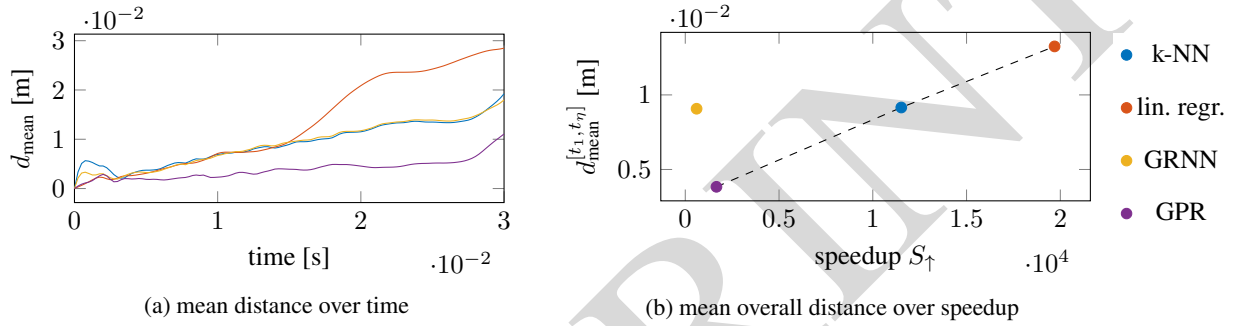 ·10⁻²
3
2
1
0
d_mean [m]
0
1
2
3
time [s]
·10⁻²
(a) mean distance over time
·10⁻²
1
0.5
d_mean^[t₁,t_η] [m]
0
0.5
1
1.5
2
speedup S↑
·10⁴
(b) mean overall distance over speedup
k-NN
lin. regr.
GRNN
GPR
RINT